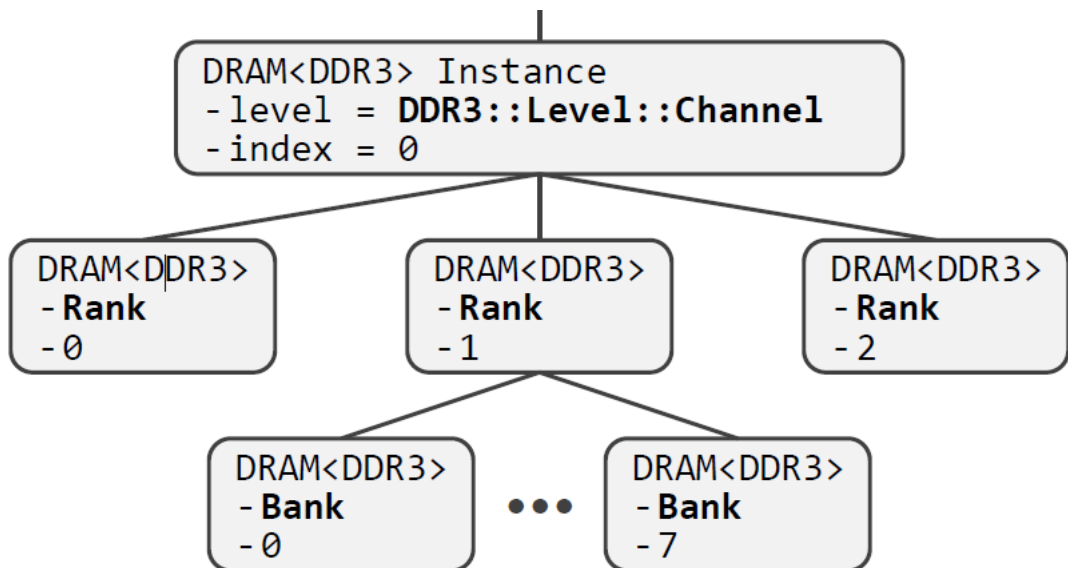 DRAM<DDR3> Instance
-level = DDR3::Level::Channel
-index = 0
DRAM<DDR3>
-Rank
-0
DRAM<DDR3>
-Rank
-1
DRAM<DDR3>
-Rank
-2
DRAM<DDR3>
-Bank
-0
DRAM<DDR3>
-Bank
-7